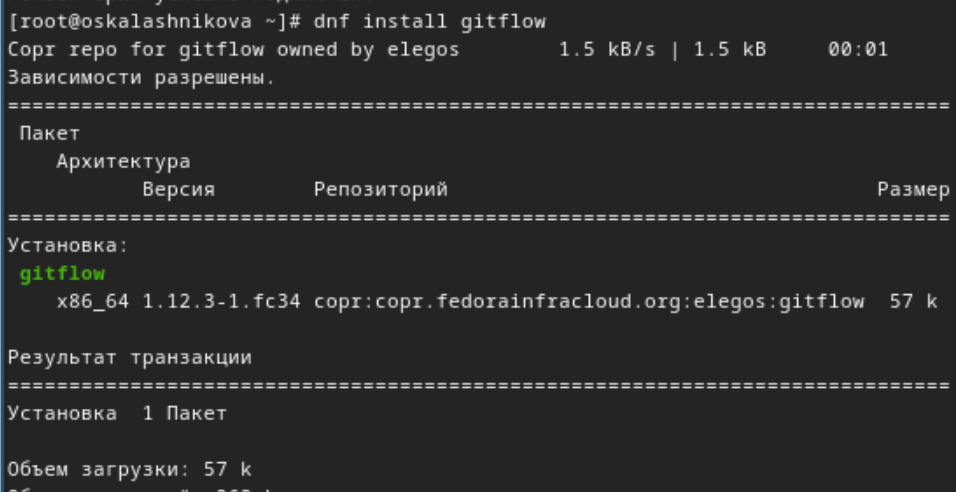 [root@oskalashnikova ~]# dnf install gitflow
Copr repo for gitflow owned by elegos 1.5 kB/s | 1.5 kB 00:01
Зависимости разрешены.
================================================================================
Пакет
Архитектура
Версия Репозиторий Размер
================================================================================
Установка:
gitflow
x86_64 1.12.3-1.fc34 copr:copr.fedorainfracloud.org:elegos:gitflow 57 k
Результат транзакции
================================================================================
Установка 1 Пакет
Объем загрузки: 57 k